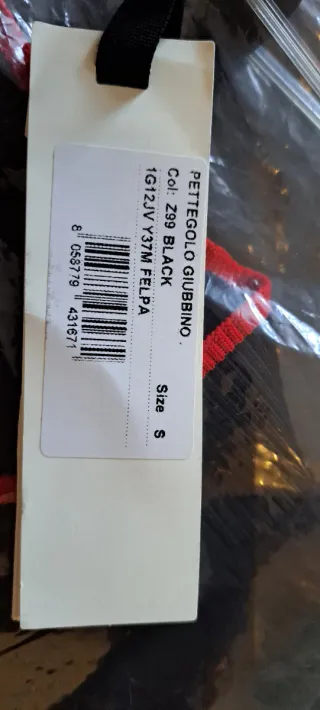 PETTEGOLO GIUBBINO .
Col: Z99 BLACK Size S
1G12JV Y37M FELPA
8 058779 431671